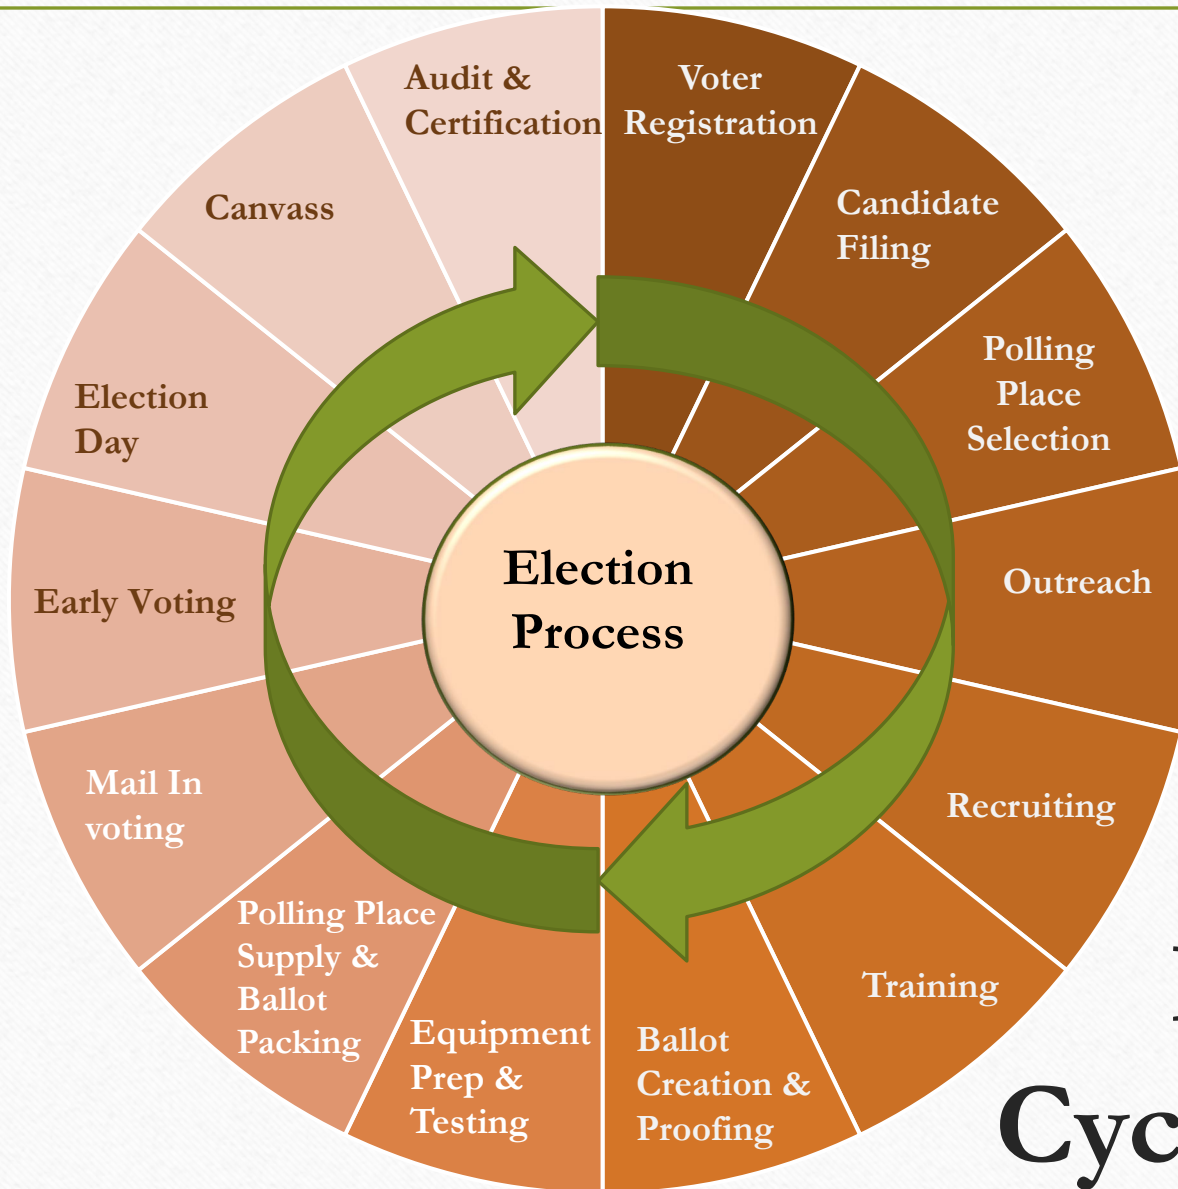 Voter
Registration
Candidate
Filing
Polling
Place
Selection
Outreach
Recruiting
Training
Ballot
Creation &
Proofing
Equipment
Prep &
Testing
Polling Place
Supply &
Ballot
Packing
Mail In
voting
Early Voting
Election
Day
Canvass
Audit &
Certification
Election
Process